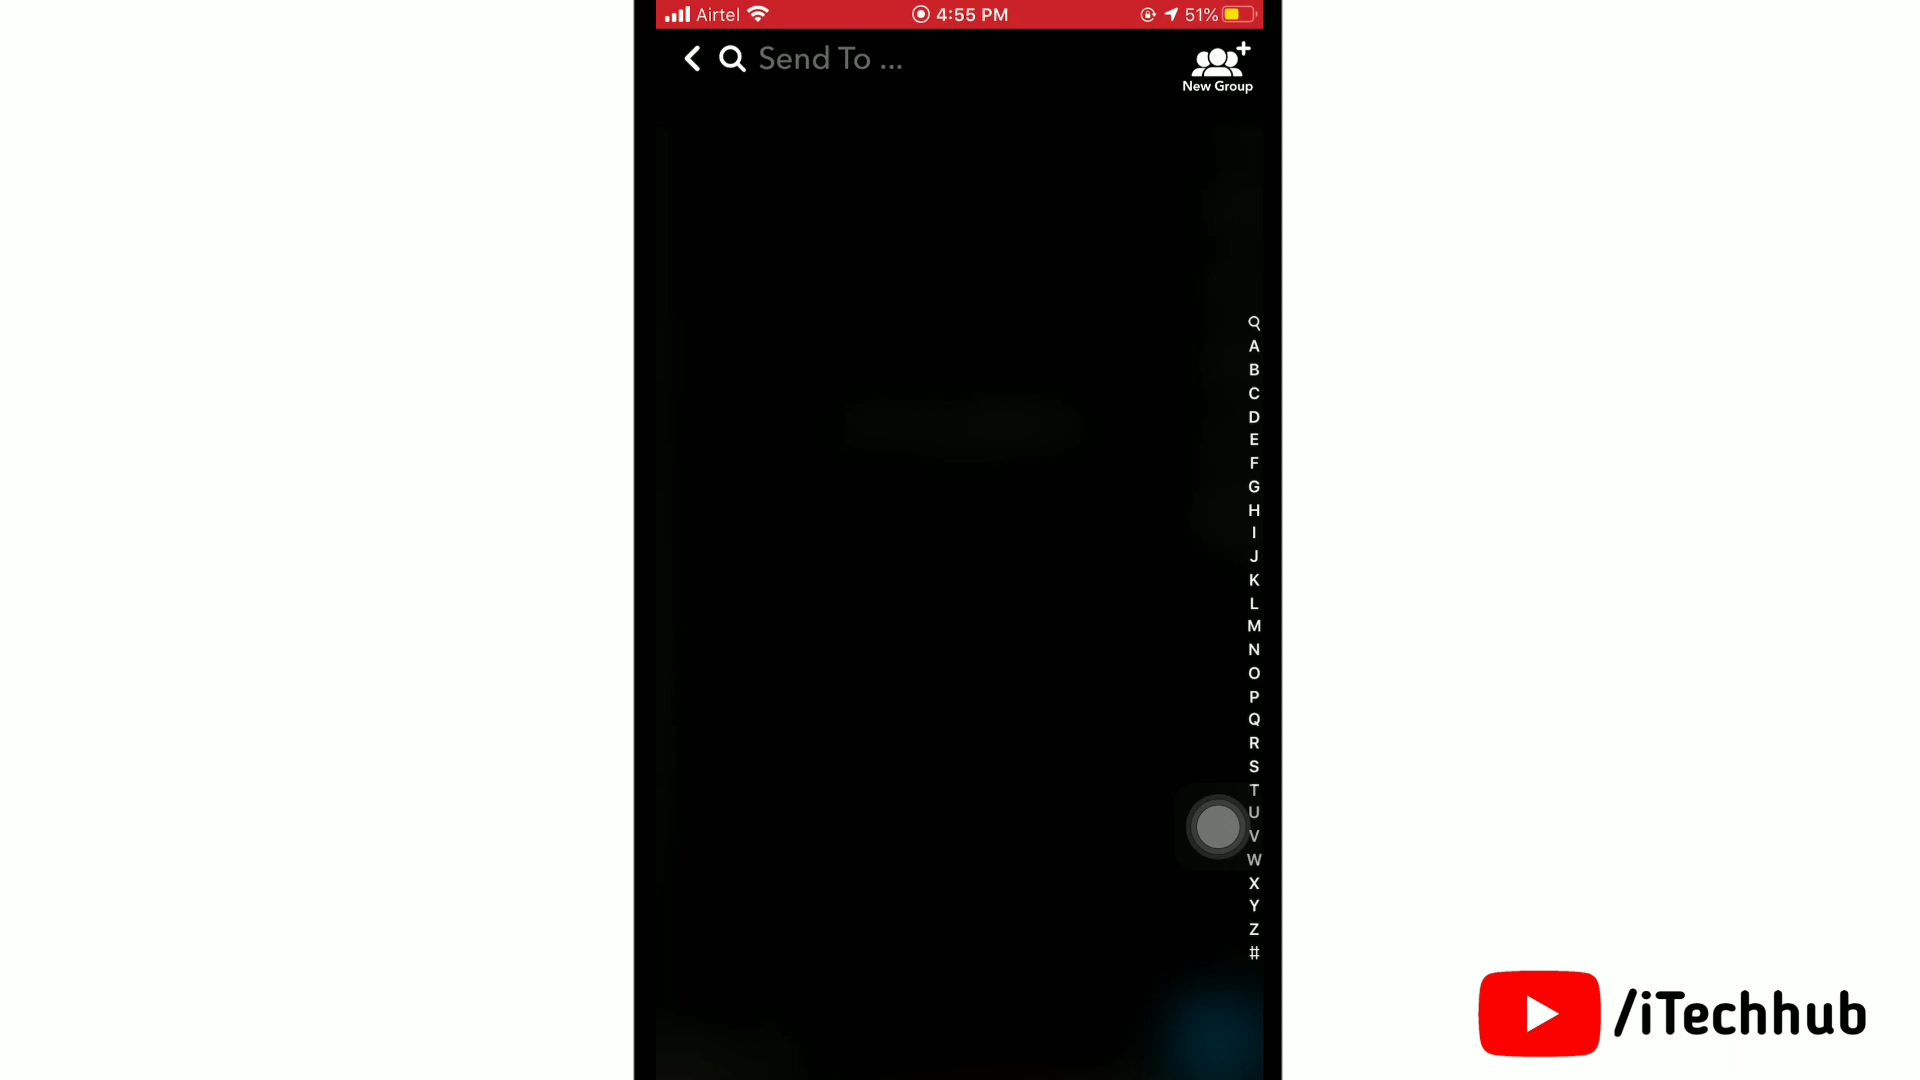 Airtel 4:55 PM 51%
Send To ...
New Group
A
B
C
D
E
F
G
H
I
J
K
L
M
N
O
P
Q
R
S
T
U
V
W
X
Y
Z
#
/iTechhub